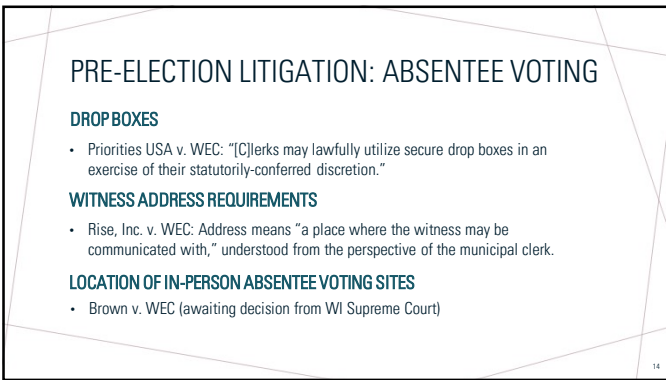 PRE-ELECTION LITIGATION: ABSENTEE VOTING
DROP BOXES
• Priorities USA v. WEC: “[C]lerks may lawfully utilize secure drop boxes in an
exercise of their statutorily-conferred discretion.”
WITNESS ADDRESS REQUIREMENTS
• Rise, Inc. v. WEC: Address means “a place where the witness may be
communicated with,” understood from the perspective of the municipal clerk.
LOCATION OF IN-PERSON ABSENTEE VOTING SITES
• Brown v. WEC (awaiting decision from WI Supreme Court)
14